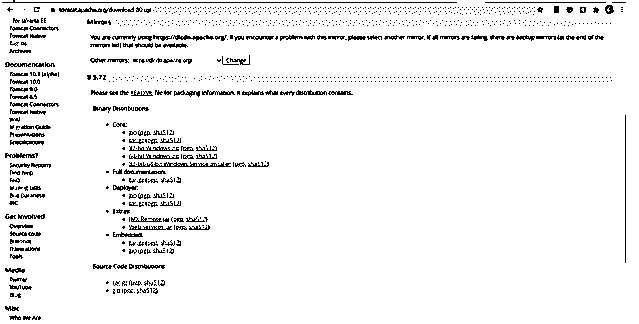 for Jakarta EE
Tomcat Connectors
Tomcat Native
Archives
Documentation
Tomcat 10.1 (alpha)
Tomcat 10.0
Tomcat 9.0
Tomcat 8.5
Tomcat Connectors
Tomcat Native
Wiki
Migration Guide
Presentations
Specifications
Problems?
Security Reports
Find help
FAQ
Mailing Lists
Bug Database
IRC
Get Involved
Overview
Source code
Buildbot
Translations
Tools
Media
Twitter
YouTube
Blog
Misc
Who We Are
Mirrors
You are currently using https://dlcdn.apache.org/. If you encounter a problem with this mirror, please select another mirror. If all mirrors are failing, there are backup mirrors (at the end of the mirrors list) that should be available.
Other mirrors: https://dlcdn.apache.org/ Change
8.5.72
Please see the README file for packaging information. It explains what every distribution contains.
Binary Distributions
Core:
zip (pgp, sha512)
tar.gz (pgp, sha512)
32-bit Windows zip (pgp, sha512)
64-bit Windows zip (pgp, sha512)
32-bit/64-bit Windows Service Installer (pgp, sha512)
Full documentation:
tar.gz (pgp, sha512)
Deployer:
zip (pgp, sha512)
tar.gz (pgp, sha512)
Extras:
JMX Remote jar (pgp, sha512)
Web services jar (pgp, sha512)
Embedded:
tar.gz (pgp, sha512)
zip (pgp, sha512)
Source Code Distributions
tar.gz (pgp, sha512)
zip (pgp, sha512)